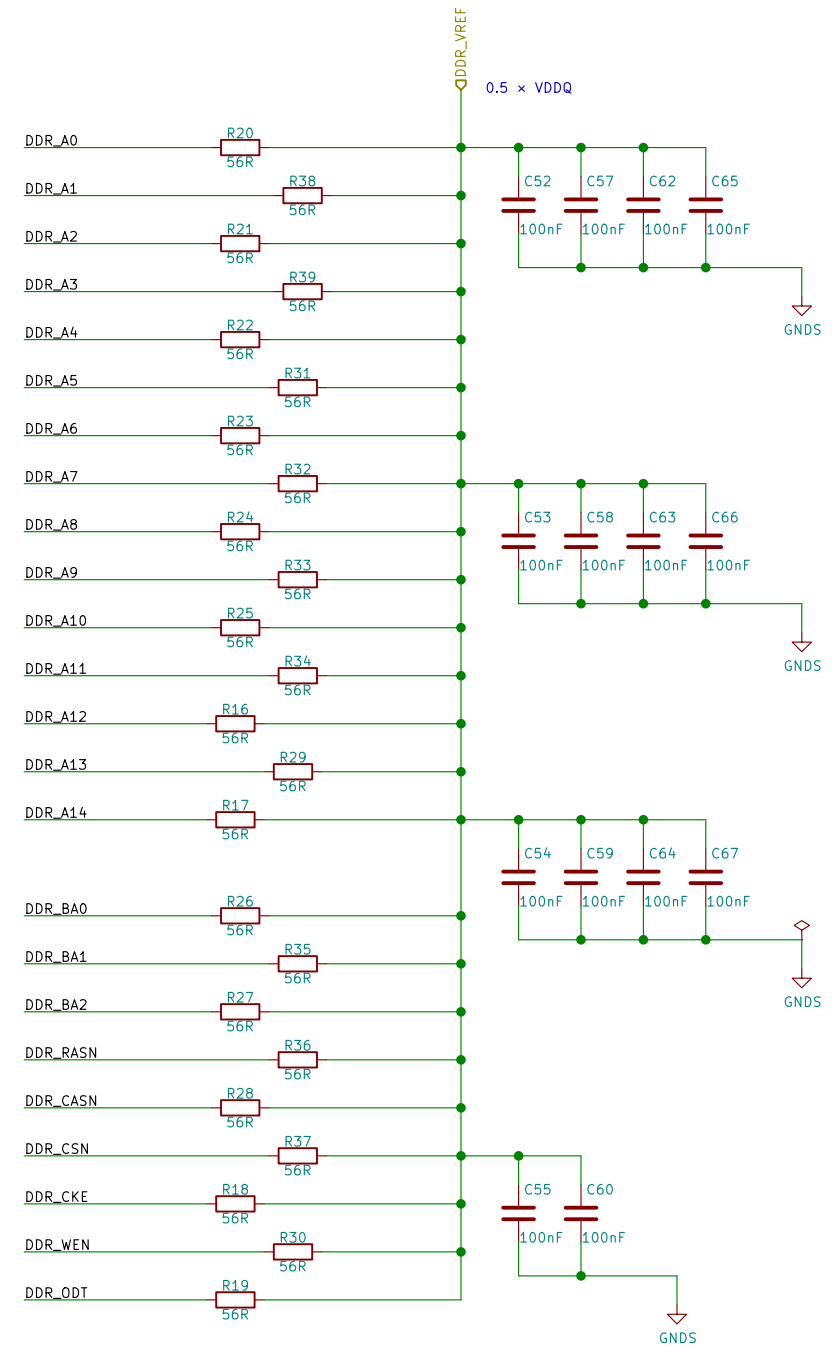 DDR_VREF
0.5 × VDDQ
DDR_A0
R20
56R
DDR_A1
R38
56R
C52
C57
C62
C65
100nF
100nF
100nF
100nF
DDR_A2
R21
56R
DDR_A3
R39
56R
GNDS
DDR_A4
R22
56R
DDR_A5
R31
56R
DDR_A6
R23
56R
DDR_A7
R32
56R
C53
C58
C63
C66
DDR_A8
R24
56R
100nF
100nF
100nF
100nF
DDR_A9
R33
56R
DDR_A10
R25
56R
DDR_A11
R34
56R
GNDS
DDR_A12
R16
56R
DDR_A13
R29
56R
DDR_A14
R17
56R
C54
C59
C64
C67
100nF
100nF
100nF
100nF
DDR_BA0
R26
56R
DDR_BA1
R35
56R
DDR_BA2
R27
56R
GNDS
DDR_RASN
R36
56R
DDR_CASN
R28
56R
DDR_CSN
R37
56R
C55
C60
DDR_CKE
R18
56R
100nF
100nF
DDR_WEN
R30
56R
DDR_ODT
R19
56R
GNDS